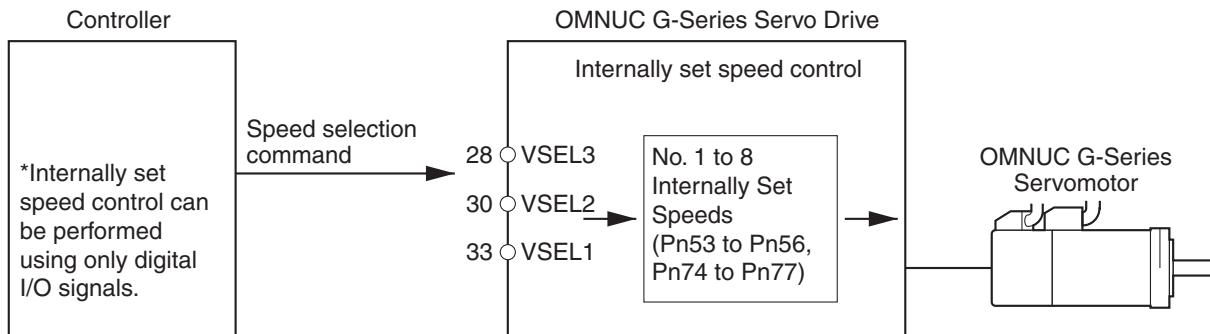 Controller
OMNUC G-Series Servo Drive
Internally set speed control
Speed selection
command
*Internally set
speed control can
be performed
using only digital
I/O signals.
28 VSEL3
30 VSEL2
33 VSEL1
No. 1 to 8
Internally Set
Speeds
(Pn53 to Pn56,
Pn74 to Pn77)
OMNUC G-Series
Servomotor